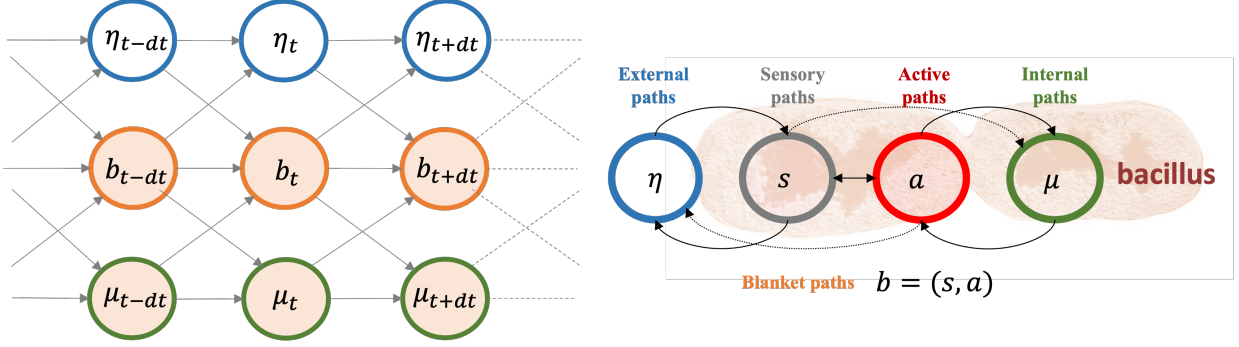 η_{t−dt} η_t η_{t+dt}
b_{t−dt} b_t b_{t+dt}
μ_{t−dt} μ_t μ_{t+dt}
External paths
Sensory paths
Active paths
Internal paths
η s a μ bacillus
Blanket paths b = (s, a)